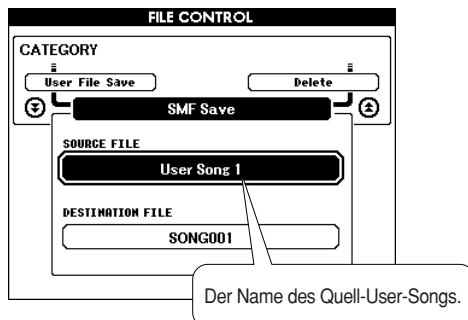 FILE CONTROL
CATEGORY
User File Save
Delete
SMF Save
SOURCE FILE
User Song 1
DESTINATION FILE
SONG001
Der Name des Quell-User-Songs.